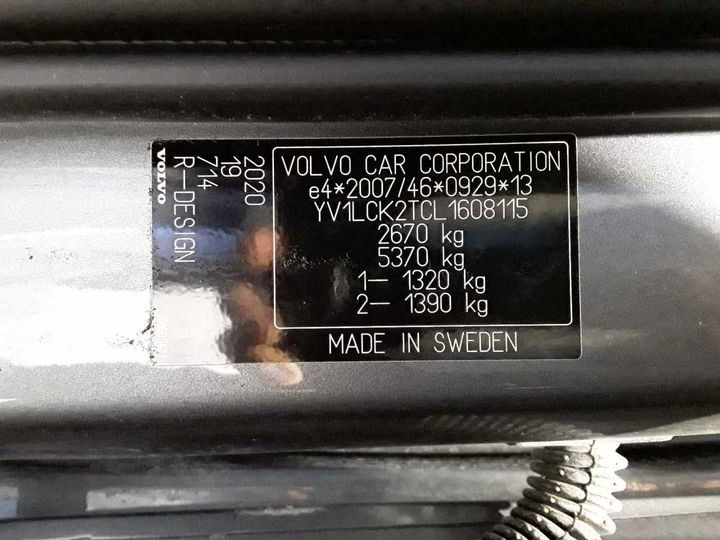 VOLVO CAR CORPORATION
e4*2007/46*0929*13
YV1LCK2TCL1608115
2670 kg
5370 kg
1— 1320 kg
2— 1390 kg
MADE IN SWEDEN
2020
19
714
R—DESIGN
VOLVO